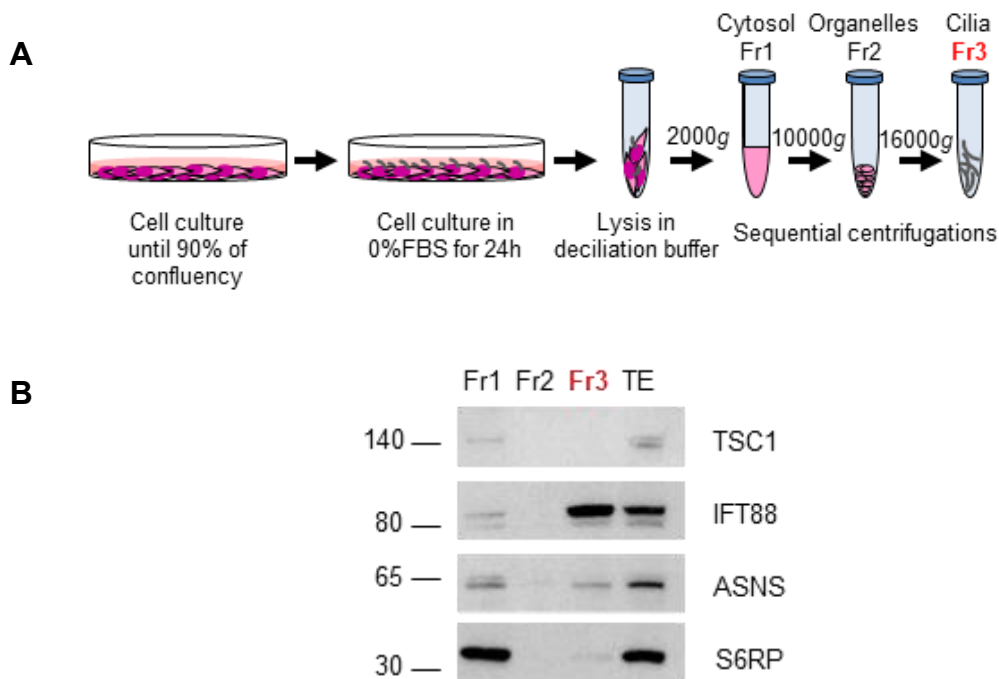 A
Cytosol Organelles Cilia
Fr1 Fr2 Fr3
2000g 10000g 16000g
Cell culture
until 90% of
confluency
Cell culture in
0%FBS for 24h
Lysis in
deciliation buffer
Sequential centrifugations
B
Fr1 Fr2 Fr3 TE
140 TSC1
80 IFT88
65 ASNS
30 S6RP